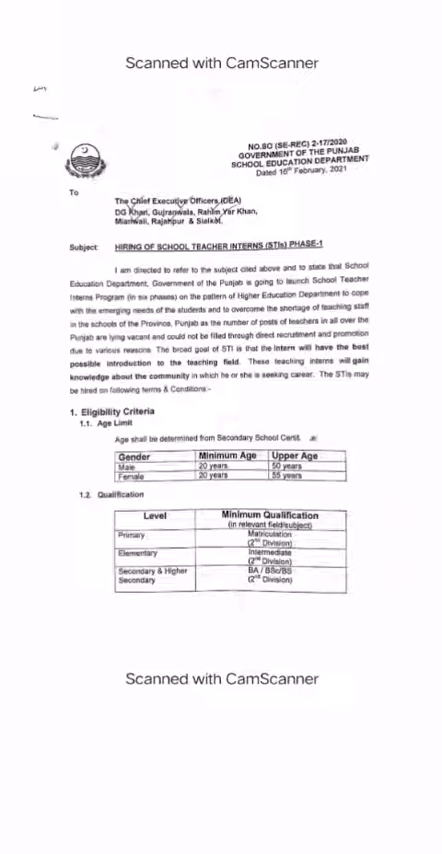 Scanned with CamScanner
NO.SO (SE-REC) 2-17/2020
GOVERNMENT OF THE PUNJAB
SCHOOL EDUCATION DEPARTMENT
Dated 16th February, 2021
To
The Chief Executive Officers, (DEA)
DG Khan, Gujranwala, Rahim Yar Khan,
Mianwali, Rajanpur & Sialkot.
Subject: HIRING OF SCHOOL TEACHER INTERNS (STIs) PHASE-1
I am directed to refer to the subject cited above and to state that School
Education Department, Government of the Punjab is going to launch School Teacher
Interns Program (in six phases) on the pattern of Higher Education Department to cope
with the emerging needs of the students and to overcome the shortage of teaching staff
in the schools of the Province, Punjab as the number of posts of teachers in all over the
Punjab are lying vacant and could not be filled through direct recruitment and promotion
due to various reasons. The broad goal of STI is that the intern will have the best
possible introduction to the teaching field. These teaching interns will gain
knowledge about the community in which he or she is seeking career. The STIs may
be hired on following terms & Conditions:-
1. Eligibility Criteria
1.1. Age Limit
Age shall be determined from Secondary School Certif.
Gender Minimum Age Upper Age
Male 20 years 50 years
Female 20 years 55 years
1.2. Qualification
Level Minimum Qualification
(in relevant field/subject)
Primary Matriculation
(2nd Division)
Elementary Intermediate
(2nd Division)
Secondary & Higher BA / BSc/BS
Secondary (2nd Division)
Scanned with CamScanner